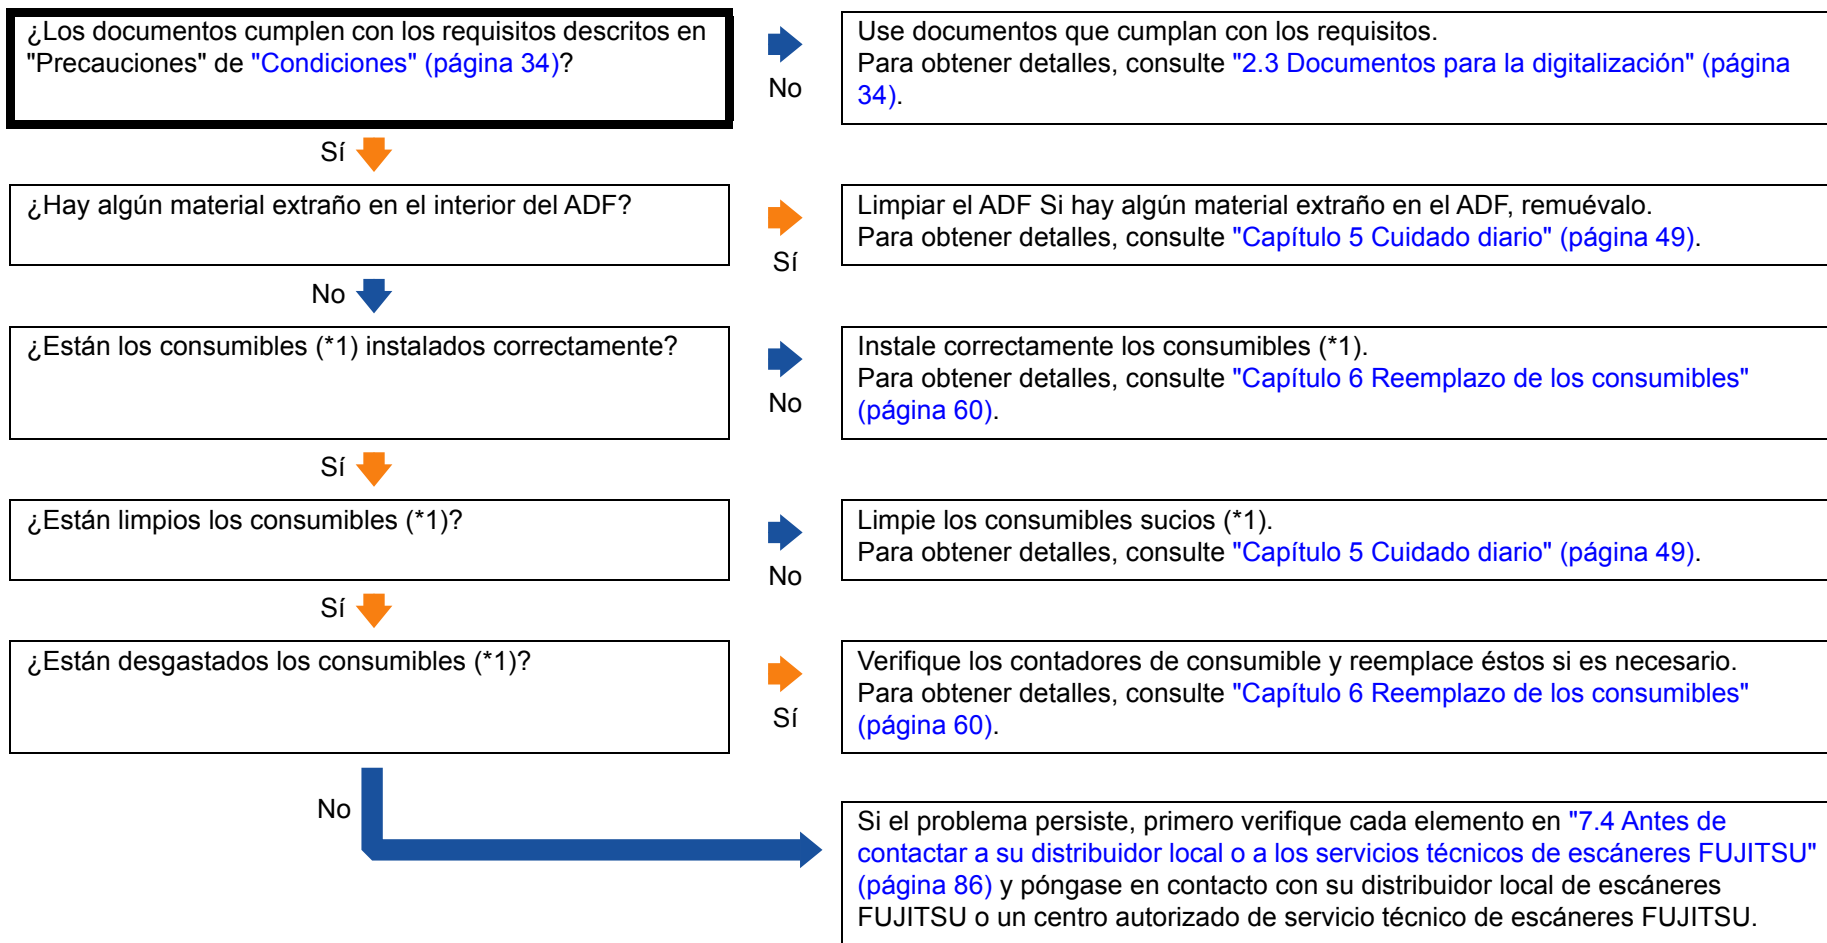 ¿Los documentos cumplen con los requisitos descritos en
"Precauciones" de "Condiciones" (página 34)?
No
Use documentos que cumplan con los requisitos.
Para obtener detalles, consulte "2.3 Documentos para la digitalización" (página
34).
Sí
¿Hay algún material extraño en el interior del ADF?
Sí
Limpiar el ADF Si hay algún material extraño en el ADF, remuévalo.
Para obtener detalles, consulte "Capítulo 5 Cuidado diario" (página 49).
No
¿Están los consumibles (*1) instalados correctamente?
No
Instale correctamente los consumibles (*1).
Para obtener detalles, consulte "Capítulo 6 Reemplazo de los consumibles"
(página 60).
Sí
¿Están limpios los consumibles (*1)?
No
Limpie los consumibles sucios (*1).
Para obtener detalles, consulte "Capítulo 5 Cuidado diario" (página 49).
Sí
¿Están desgastados los consumibles (*1)?
Sí
Verifique los contadores de consumible y reemplace éstos si es necesario.
Para obtener detalles, consulte "Capítulo 6 Reemplazo de los consumibles"
(página 60).
No
Si el problema persiste, primero verifique cada elemento en "7.4 Antes de
contactar a su distribuidor local o a los servicios técnicos de escáneres FUJITSU"
(página 86) y póngase en contacto con su distribuidor local de escáneres
FUJITSU o un centro autorizado de servicio técnico de escáneres FUJITSU.